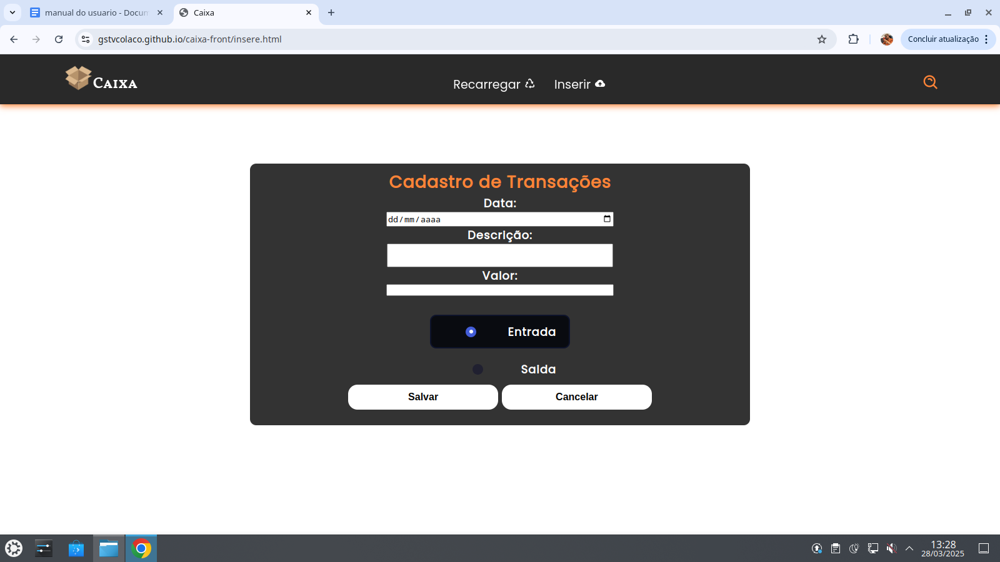 manual do usuario - Docum
Caixa
gstvcolaco.github.io/caixa-front/insere.html
Concluir atualização
Caixa
Recarregar
Inserir
Cadastro de Transações
Data:
dd/mm/aaaa
Descrição:
Valor:
Entrada
Saída
Salvar
Cancelar
13:28
28/03/2025